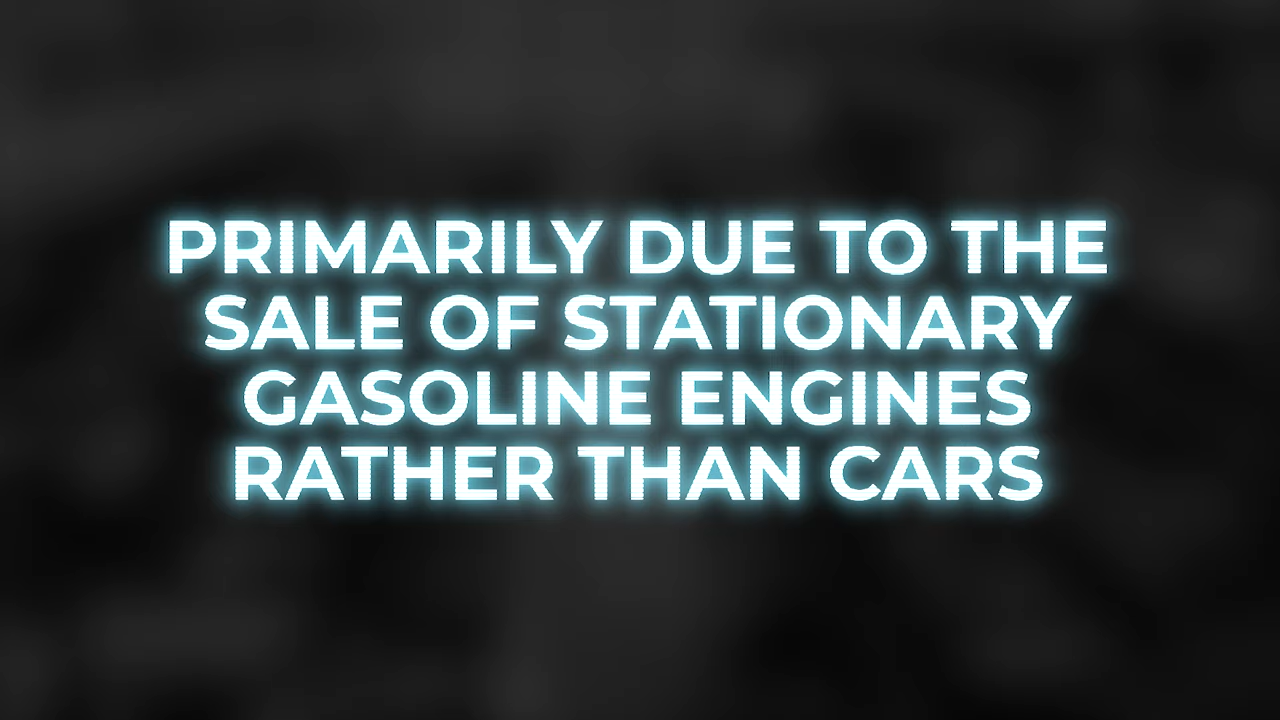 PRIMARILY DUE TO THE
SALE OF STATIONARY
GASOLINE ENGINES
RATHER THAN CARS